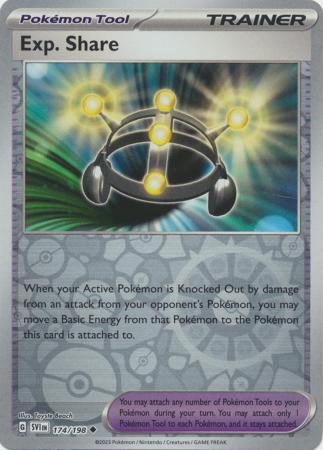 Pokémon Tool TRAINER
Exp. Share
When your Active Pokémon is Knocked Out by damage
from an attack from your opponent's Pokémon, you may
move a Basic Energy from that Pokémon to the Pokémon
this card is attached to.
Illus. Toyste Beach
G SVI EN 174/198
You may attach any number of Pokémon Tools to your
Pokémon during your turn. You may attach only 1
Pokémon Tool to each Pokémon, and it stays attached.
©2023 Pokémon / Nintendo / Creatures / GAME FREAK